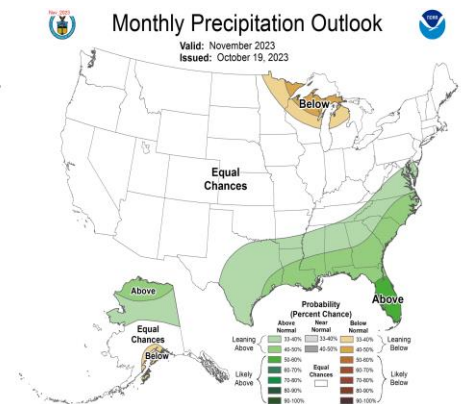 Nov. 2023
Monthly Precipitation Outlook
Valid: November 2023
Issued: October 19, 2023
Below
Equal
Chances
Above
Above
Equal
Chances
Below
Probability
(Percent Chance)
Above Normal
Near Normal
Below Normal
Leaning Above
33-40% 33-40% 33-40%
40-50% 40-50% 40-50%
Leaning Below
Likely Above
50-60% 50-60%
60-70% Equal Chances 60-70%
70-80% 70-80%
80-90% 80-90%
90-100% 90-100%
Likely Below